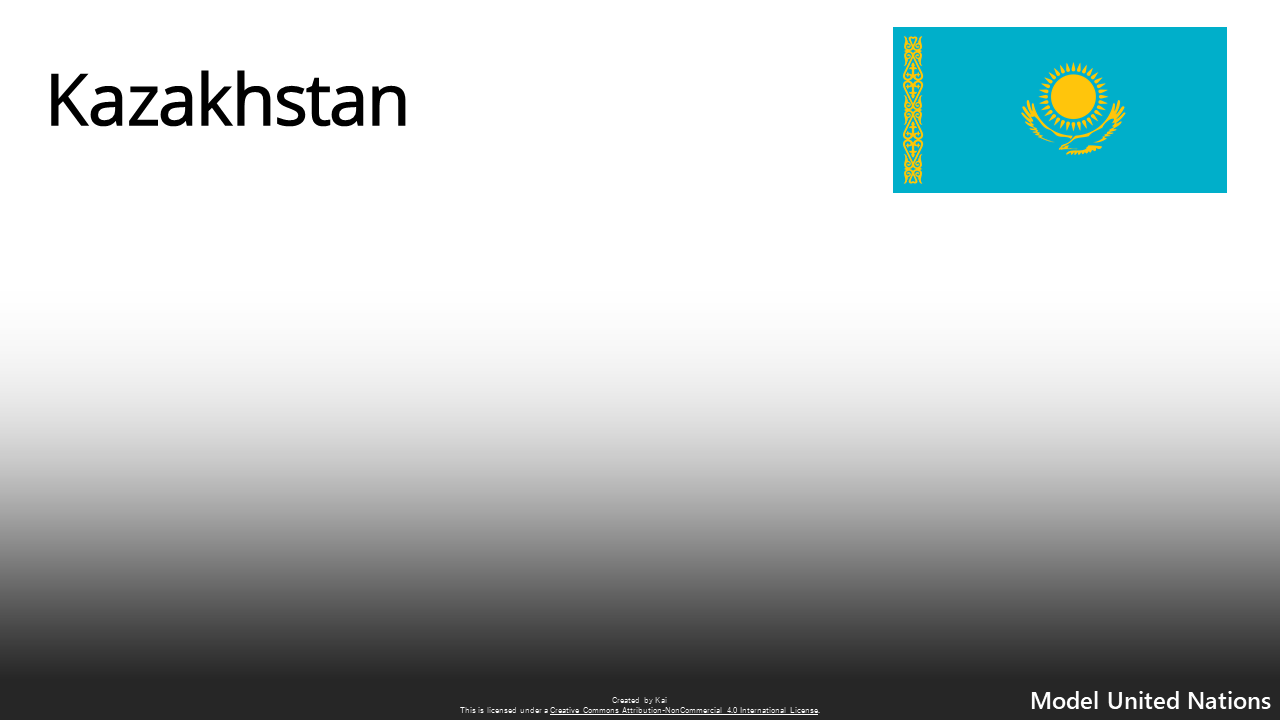 Kazakhstan
Created by Kai
This is licensed under a Creative Commons Attribution-NonCommercial 4.0 International License.
Model United Nations